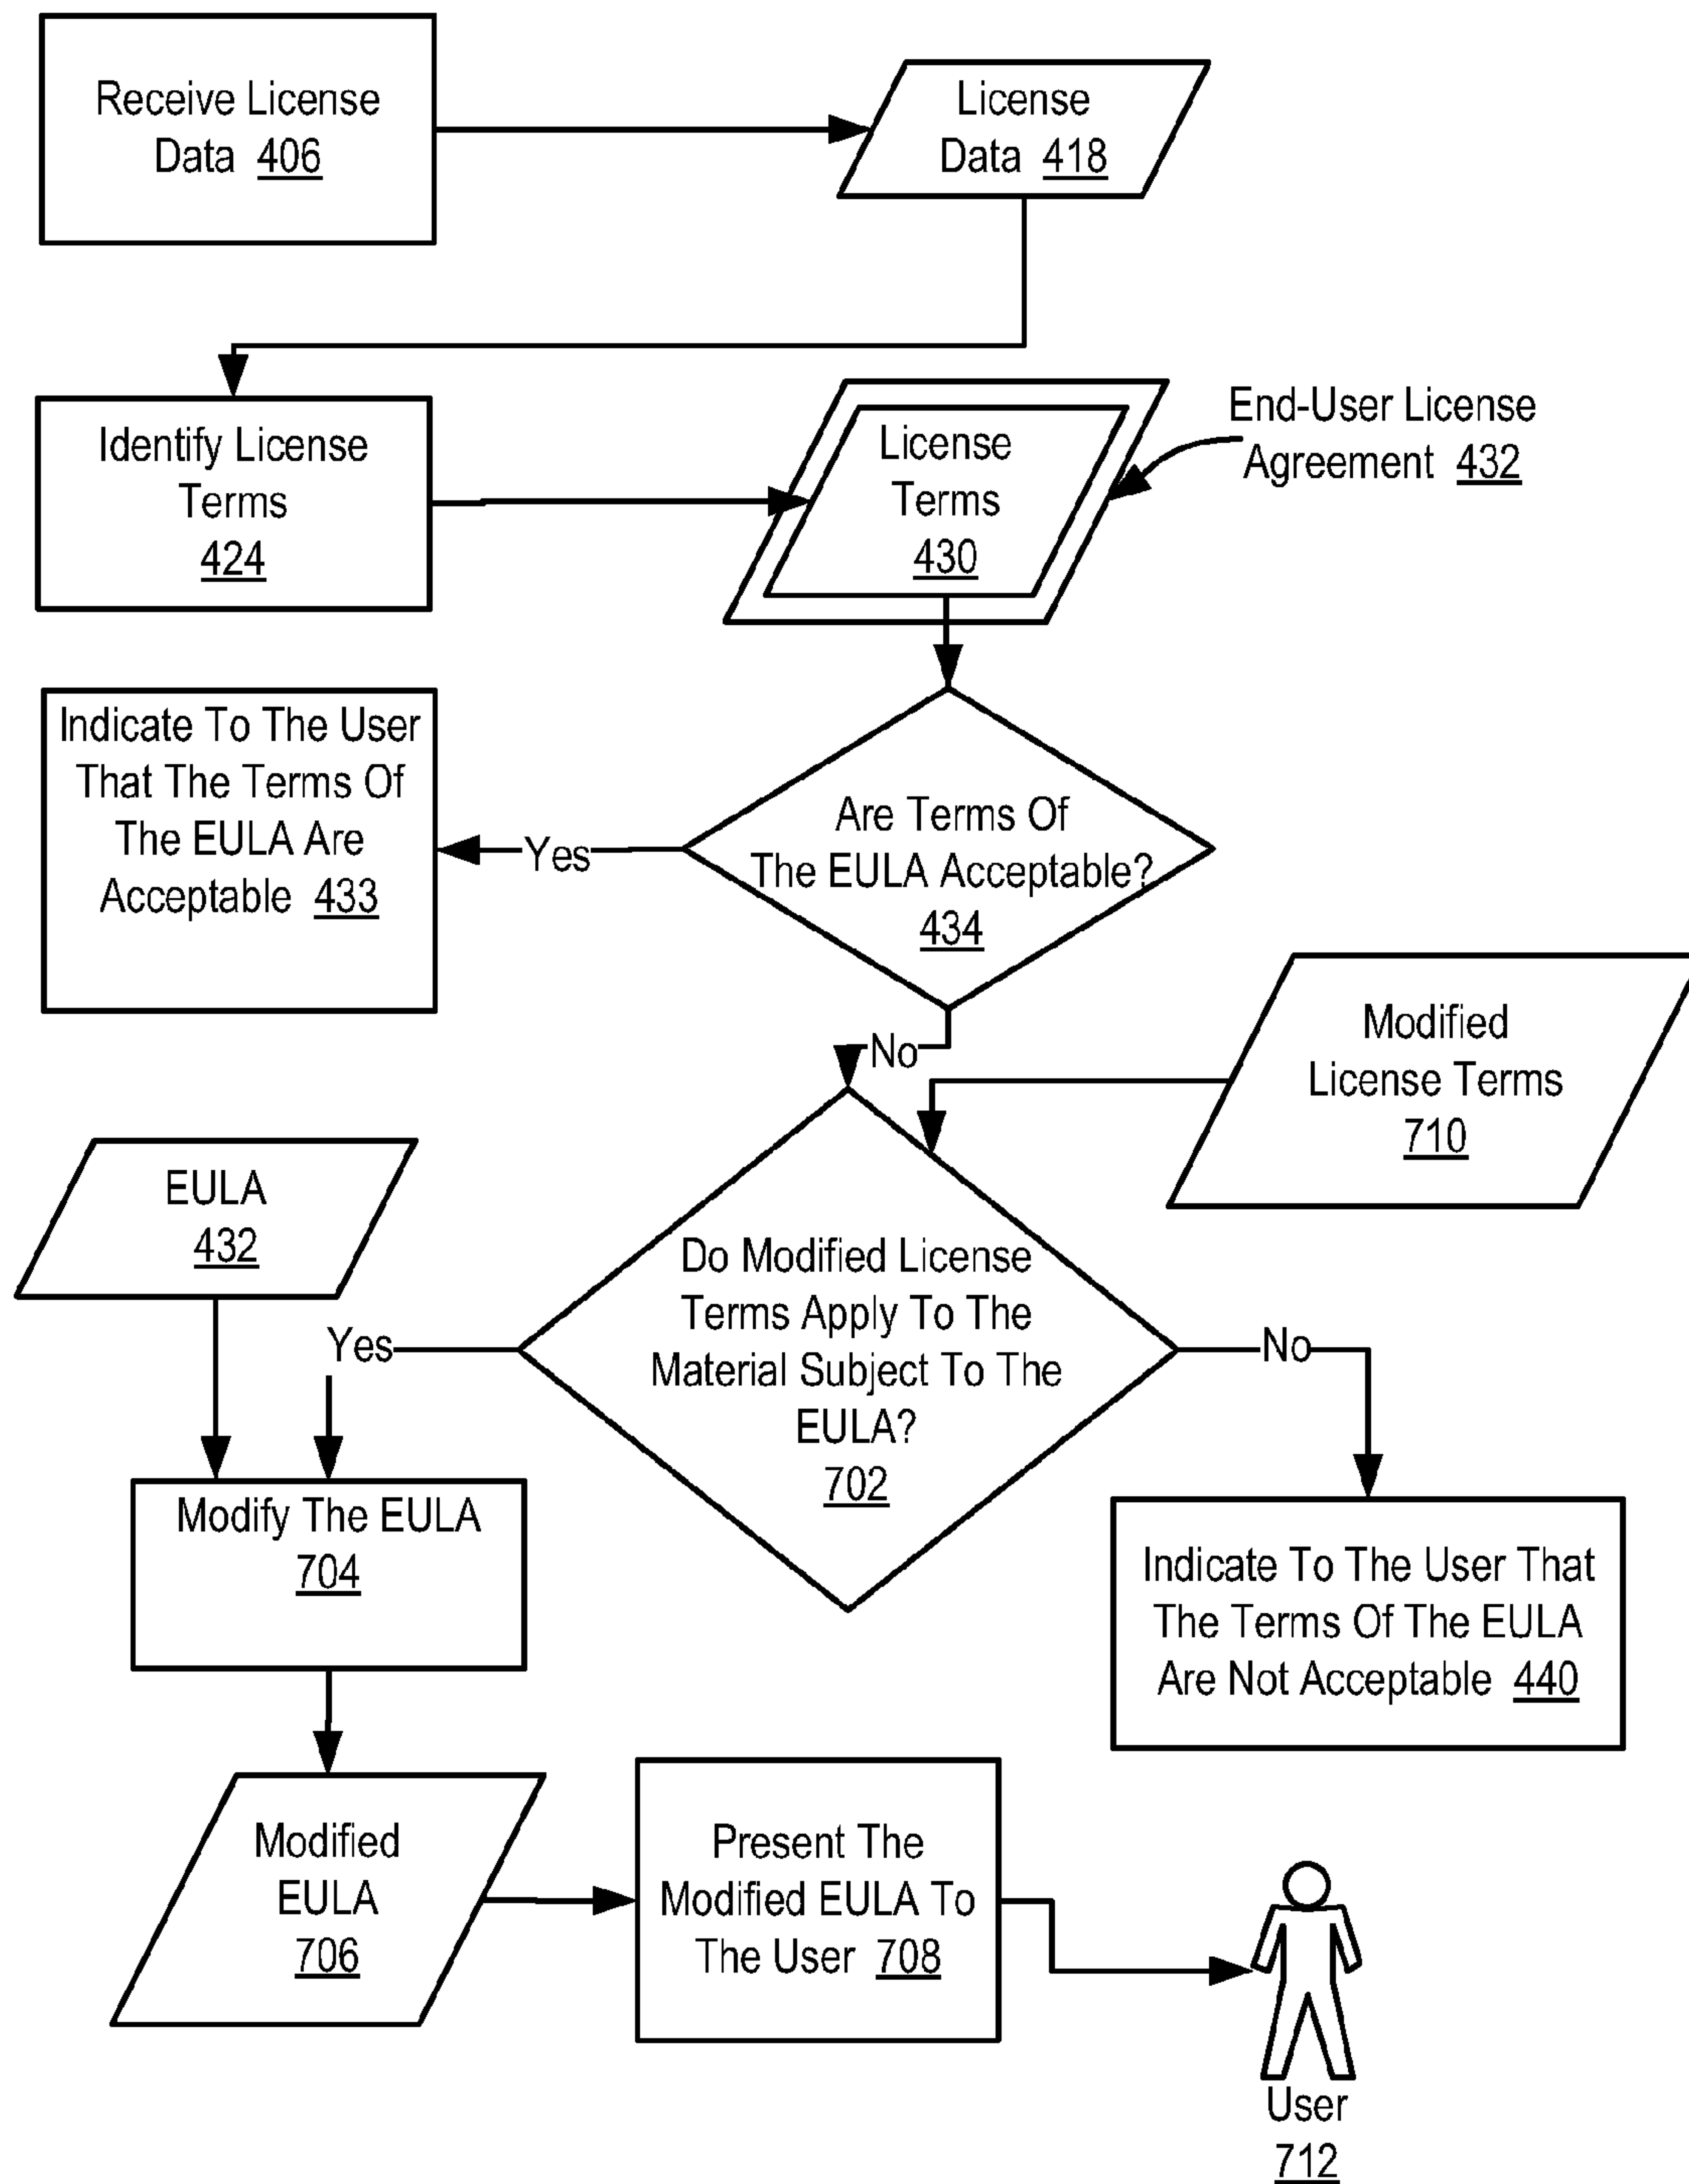 Receive License
Data 406
License
Data 418
Identify License
Terms
424
License
Terms
430
End-User License
Agreement 432
Indicate To The User
That The Terms Of
The EULA Are
Acceptable 433
Yes
Are Terms Of
The EULA Acceptable?
434
No
Modified
License Terms
710
EULA
432
Yes
Do Modified License
Terms Apply To The
Material Subject To The
EULA?
702
No
Modify The EULA
704
Indicate To The User That
The Terms Of The EULA
Are Not Acceptable 440
Modified
EULA
706
Present The
Modified EULA To
The User 708
User
712